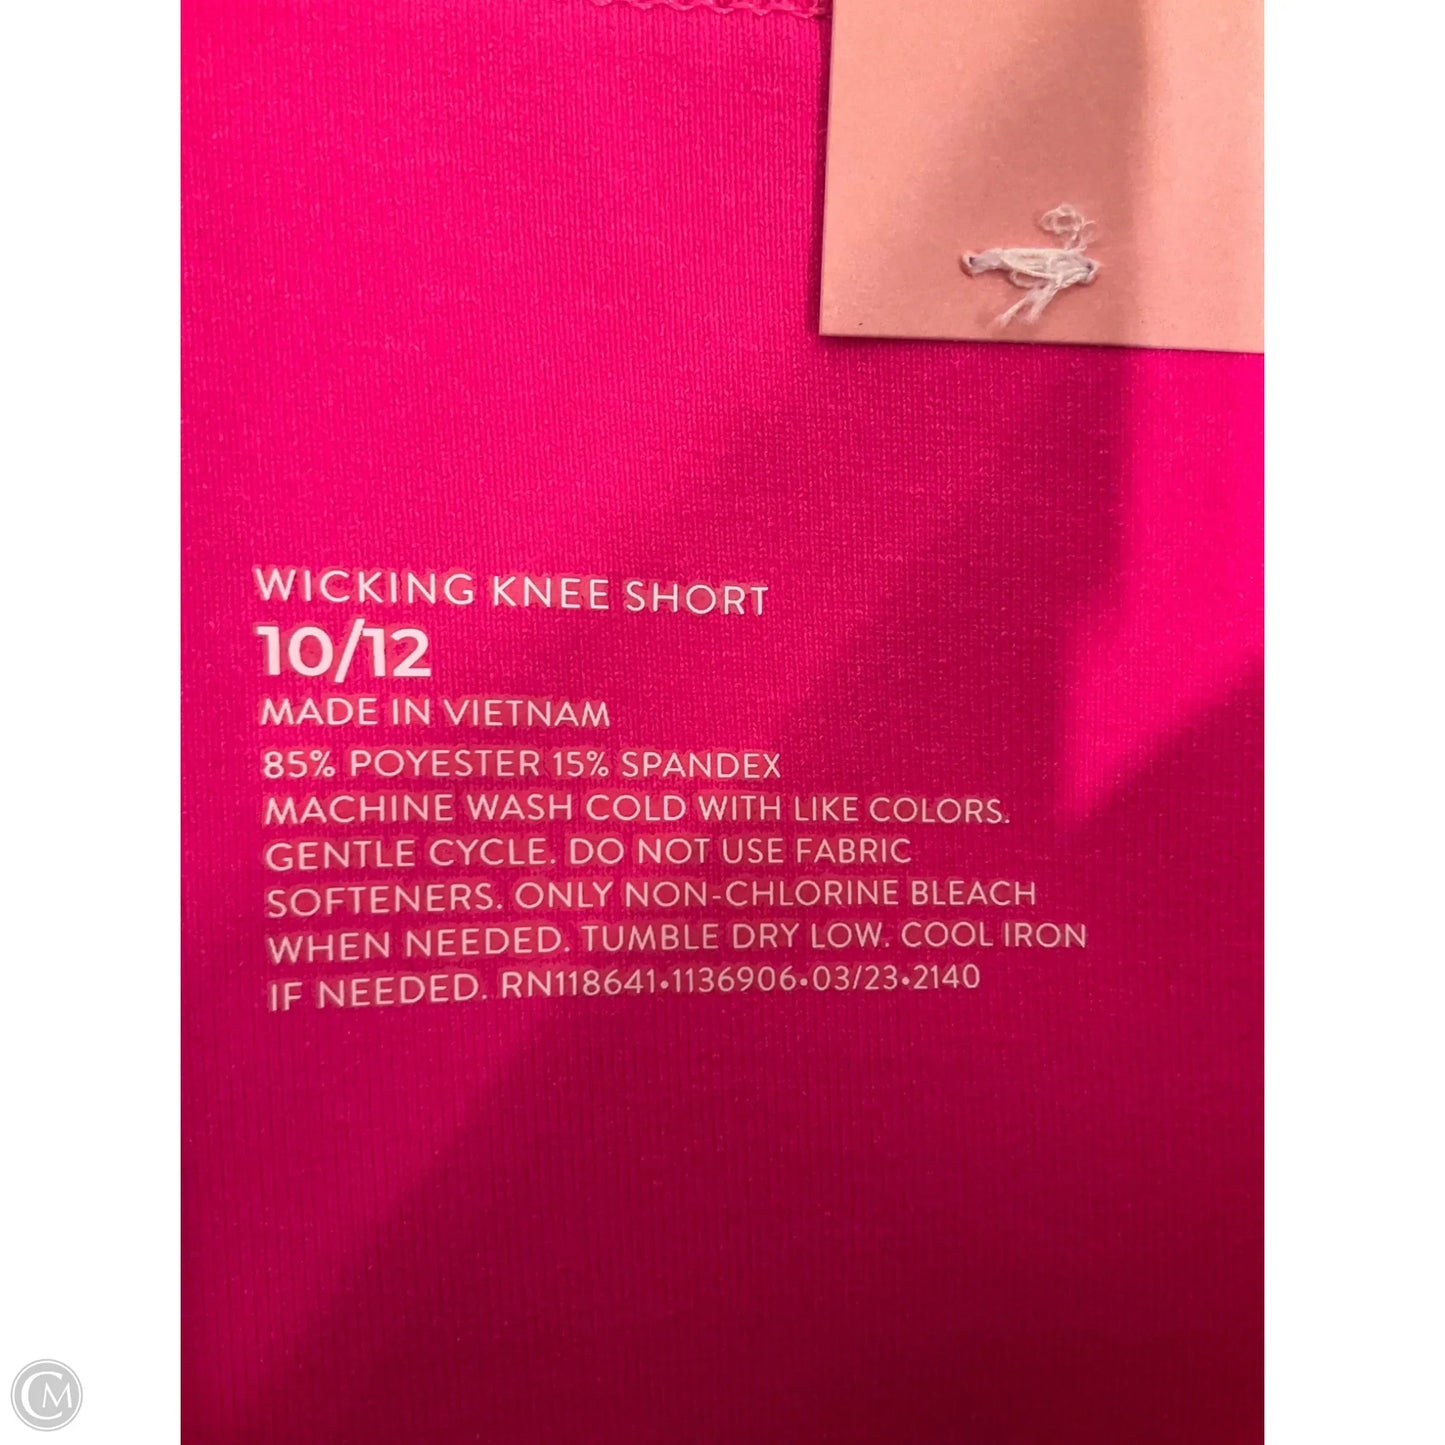 WICKING KNEE SHORT
10/12
MADE IN VIETNAM
85% POYESTER 15% SPANDEX
MACHINE WASH COLD WITH LIKE COLORS.
GENTLE CYCLE. DO NOT USE FABRIC
SOFTENERS. ONLY NON-CHLORINE BLEACH
WHEN NEEDED. TUMBLE DRY LOW. COOL IRON
IF NEEDED. RN118641•1136906•03/23•2140
CM